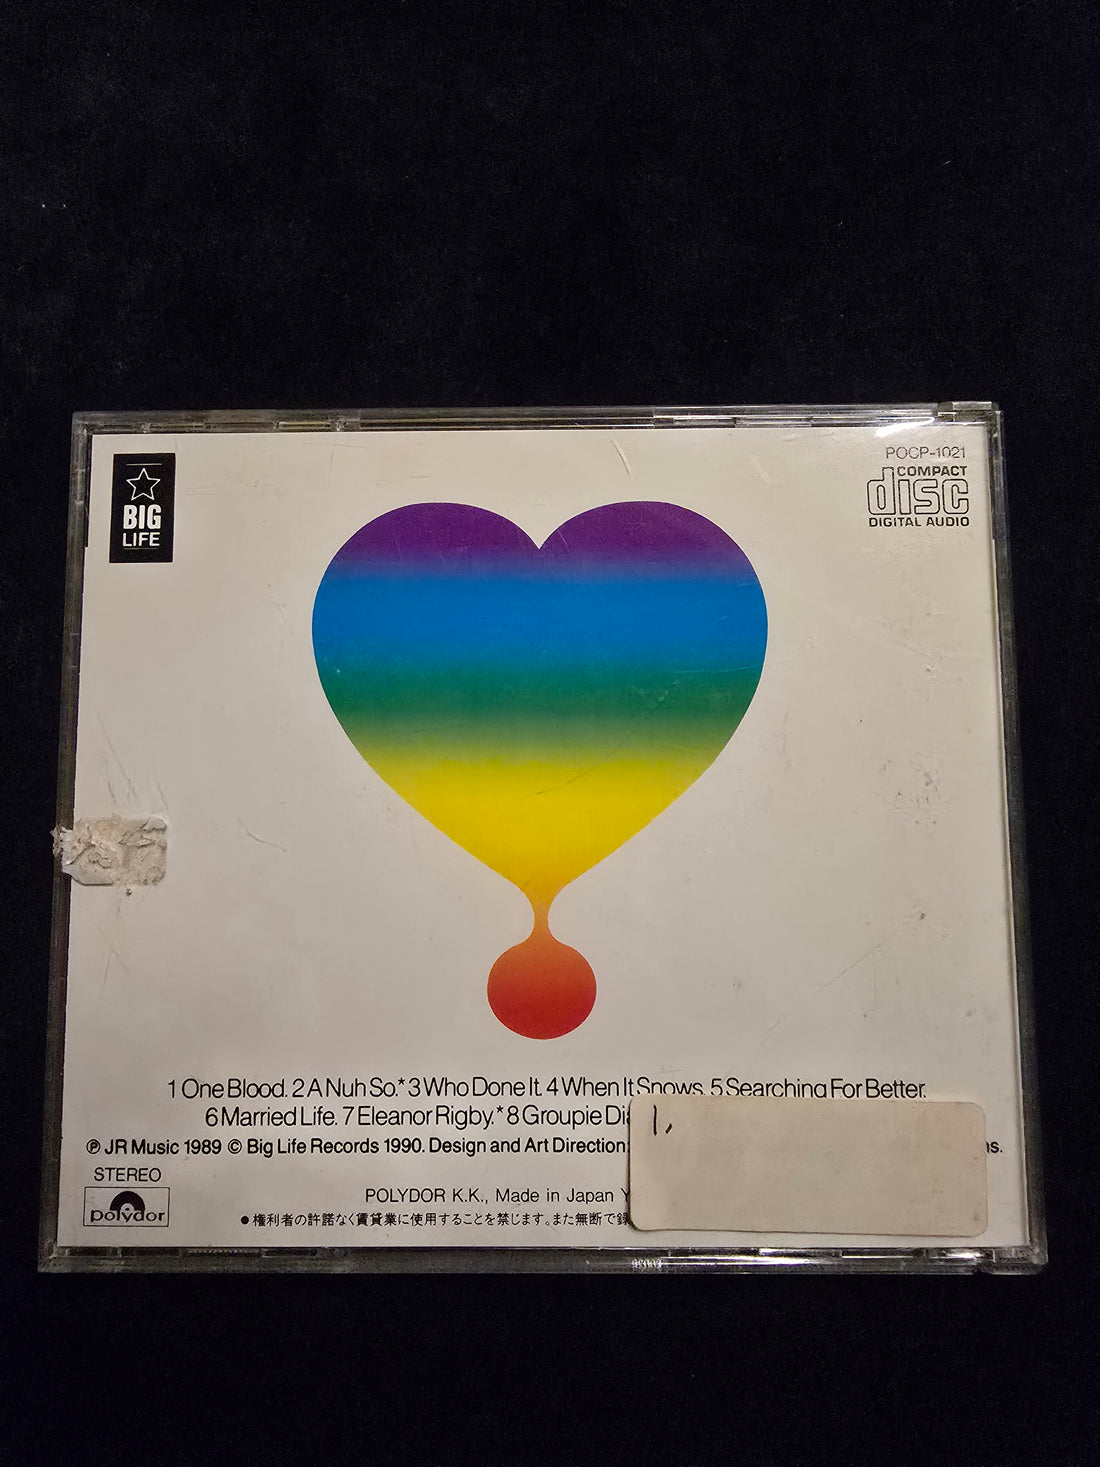 BIG
LIFE
POCP-1021
COMPACT
disc
DIGITAL AUDIO
1 One Blood. 2 A Nuh So.* 3 Who Done It. 4 When It Snows. 5 Searching For Better.
6 Married Life. 7 Eleanor Rigby.* 8 Groupie
1,
℗ JR Music 1989 © Big Life Records 1990. Design and Art Direction:
STEREO
polydor
POLYDOR K.K., Made in Japan
●権利者の許諾なく賃貸業に使用することを禁じます。また無断で